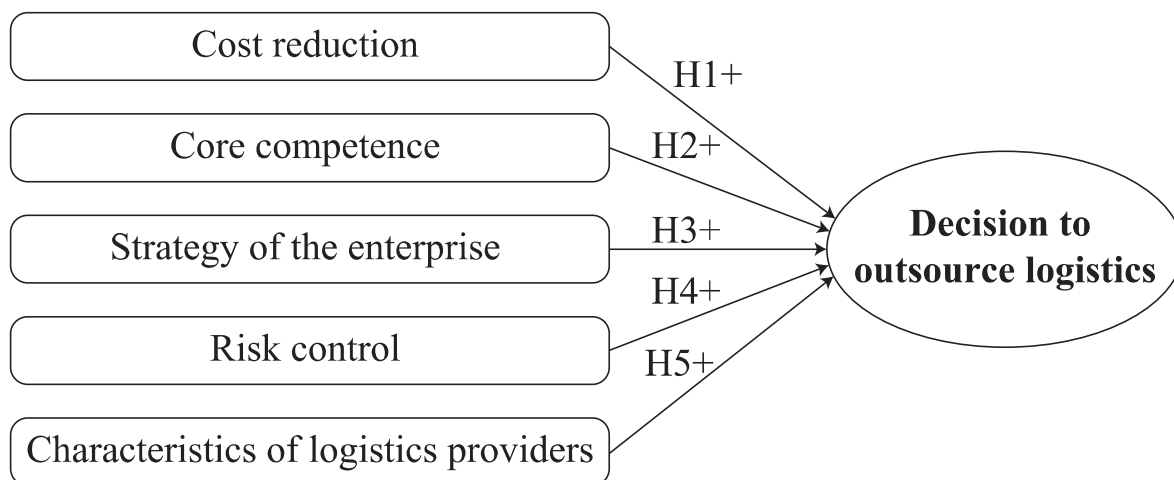 Cost reduction
H1+
Core competence
H2+
Strategy of the enterprise
H3+
Decision to
outsource logistics
H4+
Risk control
H5+
Characteristics of logistics providers